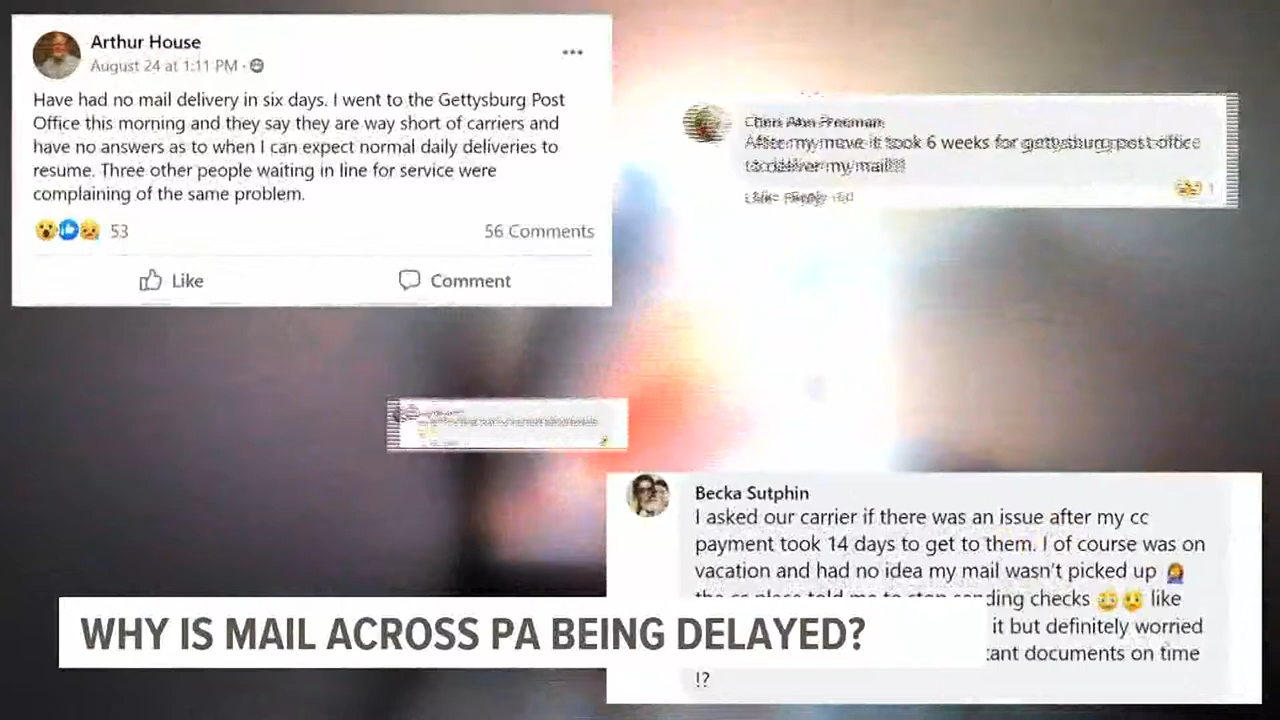 Arthur House
August 24 at 1:11 PM ·
Have had no mail delivery in six days. I went to the Gettysburg Post
Office this morning and they say they are way short of carriers and
have no answers as to when I can expect normal daily deliveries to
resume. Three other people waiting in line for service were
complaining of the same problem.
53
56 Comments
Like
Comment
Freeman
After my move it took 6 weeks for gettysburg post office
to deliver my mail!!!
Like Reply
1
Becka Sutphin
I asked our carrier if there was an issue after my cc
payment took 14 days to get to them. I of course was on
vacation and had no idea my mail wasn't picked up
the cc place told me to stop sending checks 😳😢 like
it but definitely worried
documents on time
!?
WHY IS MAIL ACROSS PA BEING DELAYED?